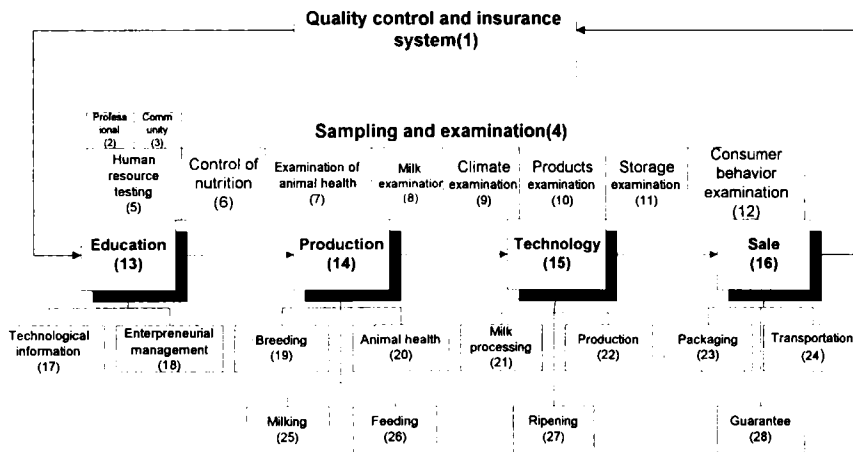 Quality control and insurance
system(1)
Profess
ional
(2)
Comm
unity
(3)
Sampling and examination(4)
Human
resource
testing
(5)
Control of
nutrition
(6)
Examination of
animal health
(7)
Milk
examination
(8)
Climate
examination
(9)
Products
examination
(10)
Storage
examination
(11)
Consumer
behavior
examination
(12)
Education
(13)
Production
(14)
Technology
(15)
Sale
(16)
Technological
information
(17)
Enterpreneurial
management
(18)
Breeding
(19)
Animal health
(20)
Milk
processing
(21)
Production
(22)
Packaging
(23)
Transportation
(24)
Milking
(25)
Feeding
(26)
Ripening
(27)
Guarantee
(28)